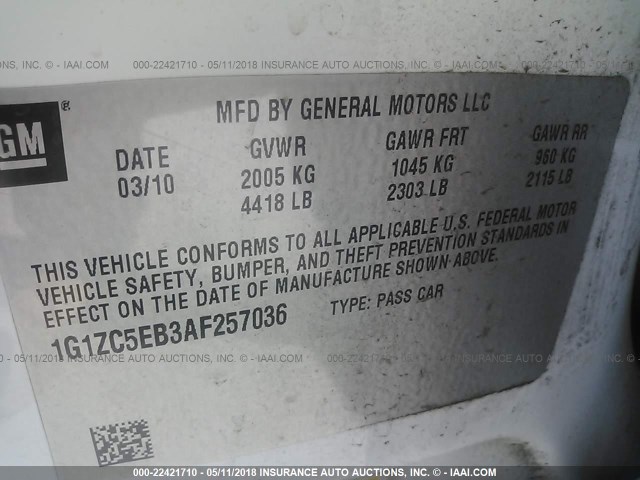 INSURANCE AUTO AUCTIONS, INC. - IAAI.COM 000-22421710 - 05/11/2018 INSURANCE AUTO AUCTIONS, INC. - IAAI.COM
GM®
MFD BY GENERAL MOTORS LLC
DATE GVWR GAWR FRT GAWR RR
03/10 2005 KG 1045 KG 960 KG
4418 LB 2303 LB 2115 LB
THIS VEHICLE CONFORMS TO ALL APPLICABLE U.S. FEDERAL MOTOR
VEHICLE SAFETY, BUMPER, AND THEFT PREVENTION STANDARDS IN
EFFECT ON THE DATE OF MANUFACTURE SHOWN ABOVE.
1G1ZC5EB3AF257036 TYPE: PASS CAR
000-22421710 - 05/11/2018 INSURANCE AUTO AUCTIONS, INC. - IAAI.COM